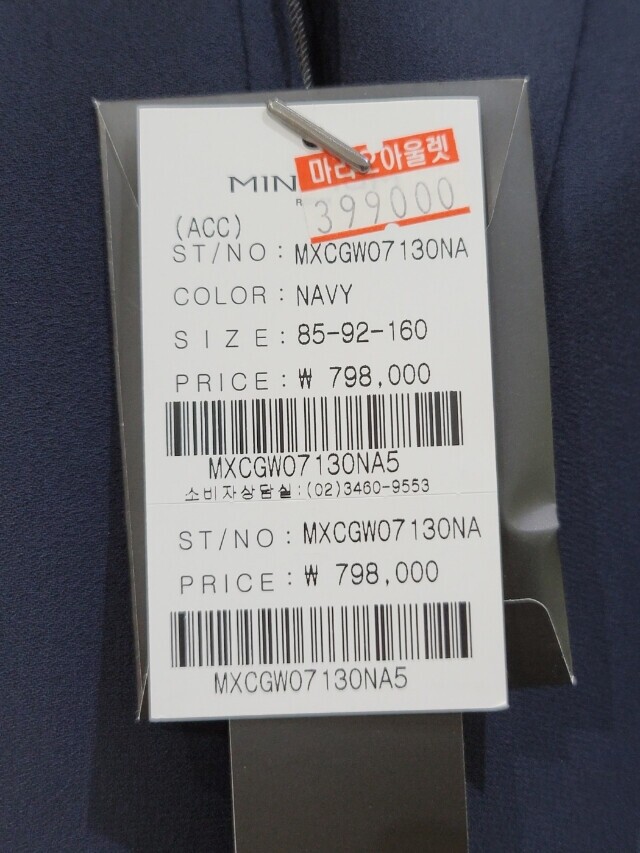 마리오아울렛
399000
MIN
R
(ACC)
ST/NO : MXCGW07130NA
COLOR : NAVY
SIZE : 85-92-160
PRICE : ₩ 798,000
MXCGW07130NA5
소비자상담실:(02)3460-9553
ST/NO : MXCGW07130NA
PRICE : ₩ 798,000
MXCGW07130NA5